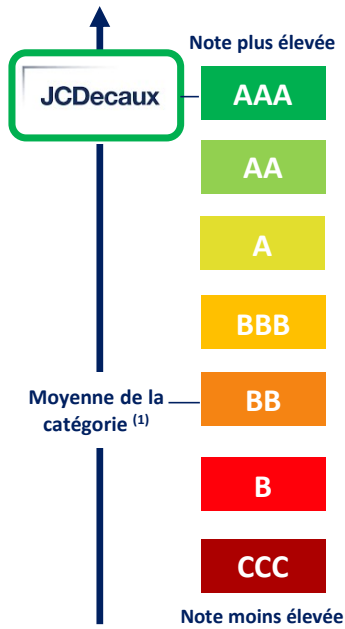 Note plus élevée
JCDecaux
AAA
AA
A
BBB
Moyenne de la
catégorie (1)
BB
B
CCC
Note moins élevée